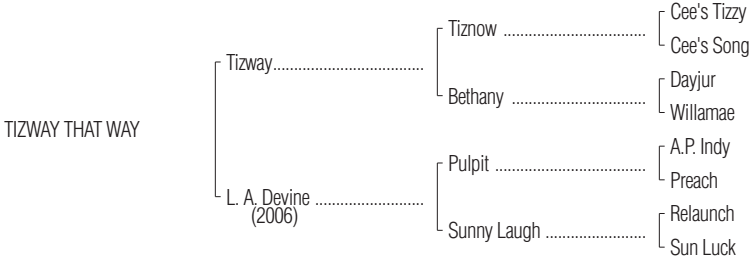 Cee's Tizzy
Tiznow ........................................
Cee's Song
Tizway..........................................
Dayjur
Bethany ......................................
Willamae
TIZWAY THAT WAY
A.P. Indy
Pulpit ..........................................
Preach
L. A. Devine ..............................
(2006)
Relaunch
Sunny Laugh ............................
Sun Luck